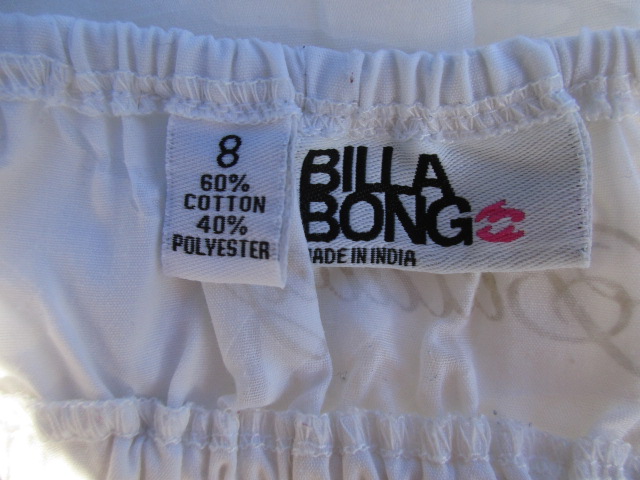 8
60%
COTTON
40%
POLYESTER
BILLA
BONG
MADE IN INDIA